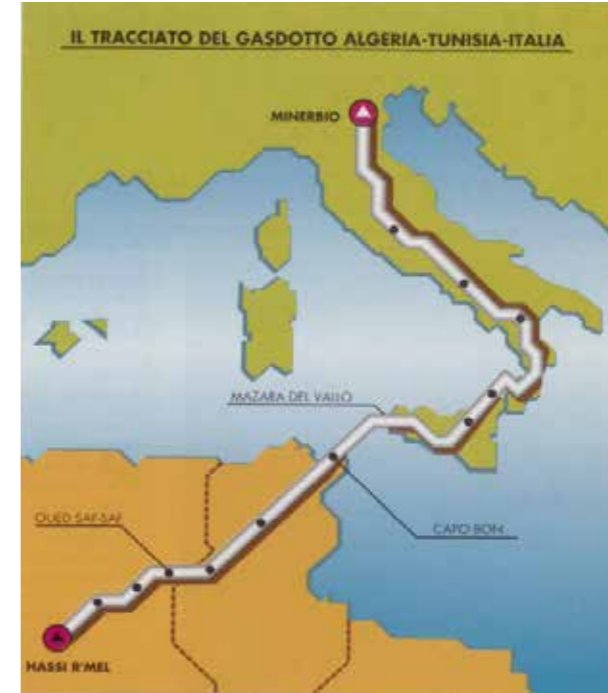 IL TRACCIATO DEL GASDOTTO ALGERIA-TUNISIA-ITALIA
MINERBIO
MAZARA DEL VALLO
OUED SAF-SAF
CAPO BON
HASSI R'MEL